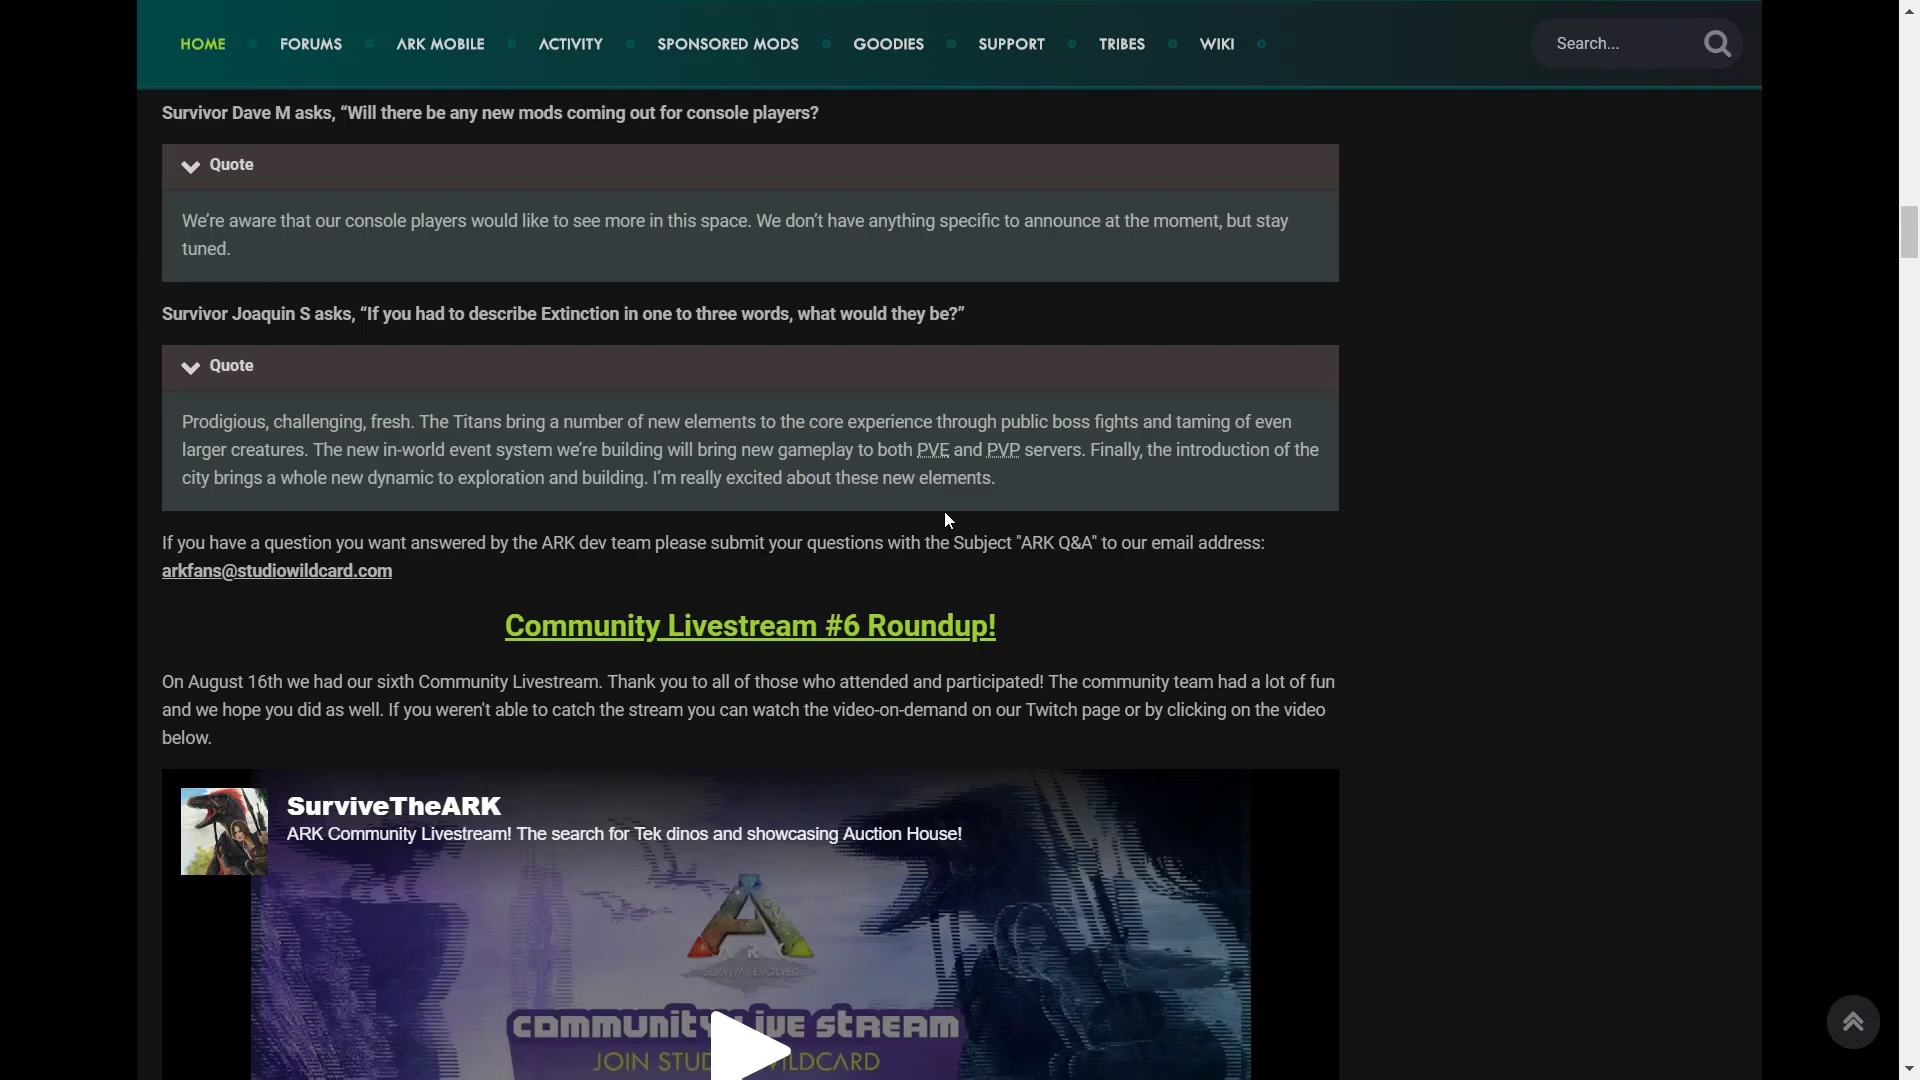 HOME FORUMS ARK MOBILE ACTIVITY SPONSORED MODS GOODIES SUPPORT TRIBES WIKI Search...
Survivor Dave M asks, “Will there be any new mods coming out for console players?
Quote
We’re aware that our console players would like to see more in this space. We don’t have anything specific to announce at the moment, but stay
tuned.
Survivor Joaquin S asks, “If you had to describe Extinction in one to three words, what would they be?”
Quote
Prodigious, challenging, fresh. The Titans bring a number of new elements to the core experience through public boss fights and taming of even
larger creatures. The new in-world event system we’re building will bring new gameplay to both PVE and PVP servers. Finally, the introduction of the
city brings a whole new dynamic to exploration and building. I’m really excited about these new elements.
If you have a question you want answered by the ARK dev team please submit your questions with the Subject "ARK Q&A" to our email address:
arkfans@studiowildcard.com
Community Livestream #6 Roundup!
On August 16th we had our sixth Community Livestream. Thank you to all of those who attended and participated! The community team had a lot of fun
and we hope you did as well. If you weren't able to catch the stream you can watch the video-on-demand on our Twitch page or by clicking on the video
below.
SurviveTheARK
ARK Community Livestream! The search for Tek dinos and showcasing Auction House!
ARK
SURVIVAL EVOLVED
COMMUNITY LIVE STREAM
JOIN STUD WILDCARD